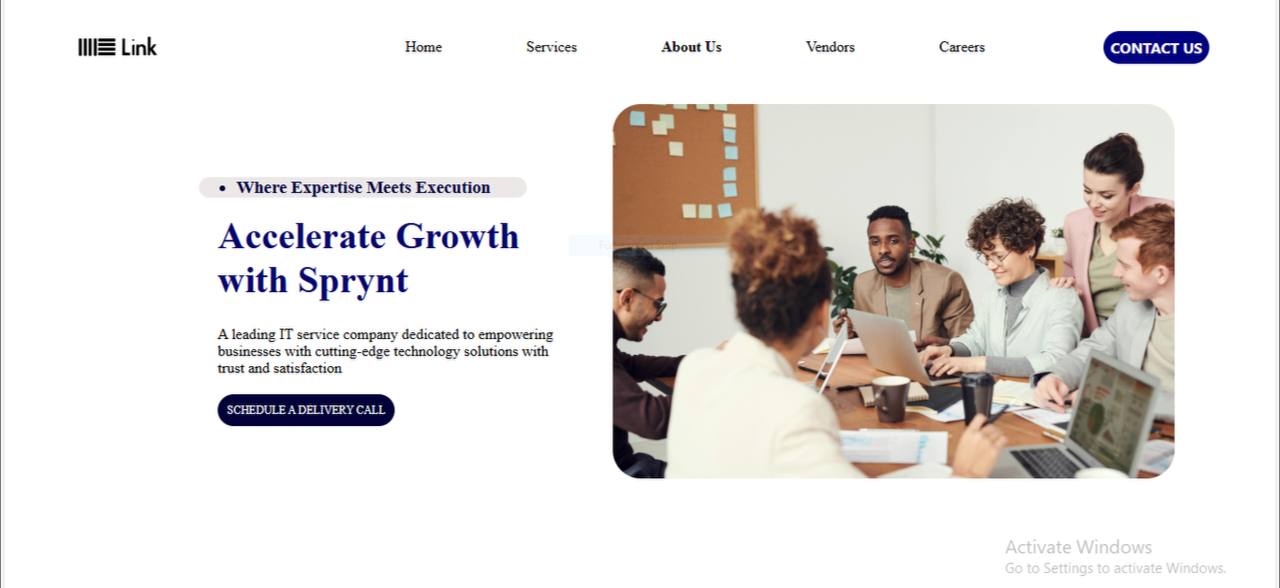 Link
Home
Services
About Us
Vendors
Careers
CONTACT US
• Where Expertise Meets Execution
Accelerate Growth
with Sprynt
A leading IT service company dedicated to empowering
businesses with cutting-edge technology solutions with
trust and satisfaction
SCHEDULE A DELIVERY CALL
Activate Windows
Go to Settings to activate Windows.